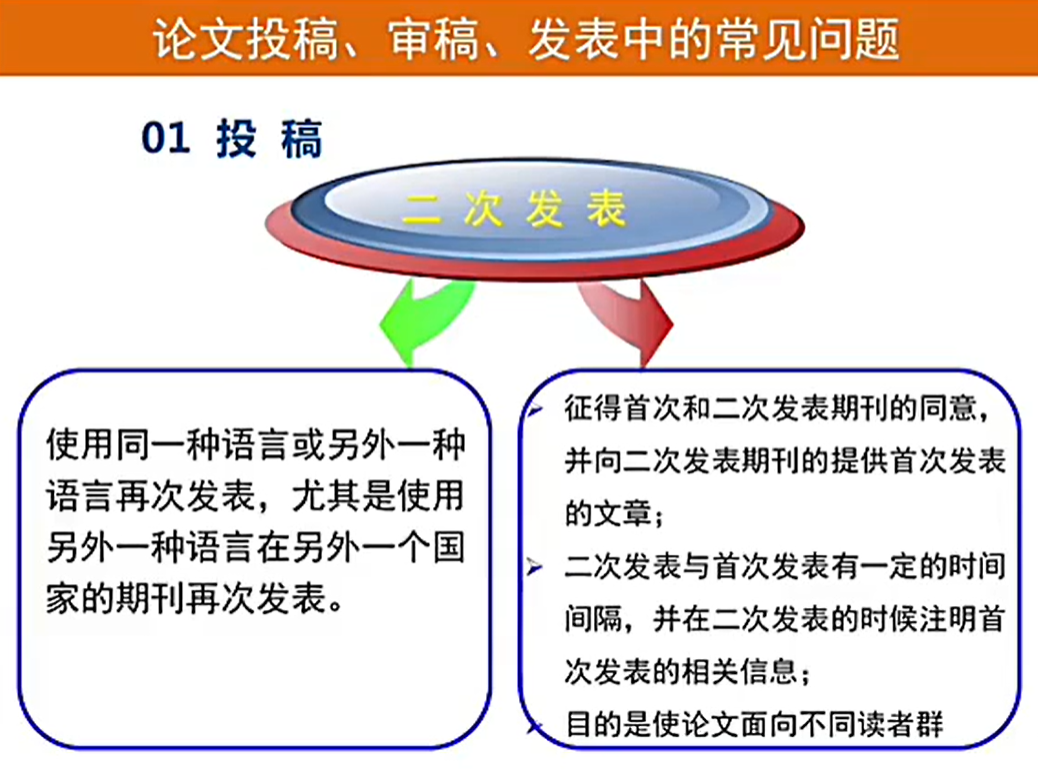 论文投稿、审稿、发表中的常见问题
01 投 稿
二 次 发 表
使用同一种语言或另外一种
语言再次发表，尤其是使用
另外一种语言在另外一个国
家的期刊再次发表。
征得首次和二次发表期刊的同意，
并向二次发表期刊的提供首次发表
的文章；
二次发表与首次发表有一定的时间
间隔，并在二次发表的时候注明首
次发表的相关信息；
目的是使论文面向不同读者群